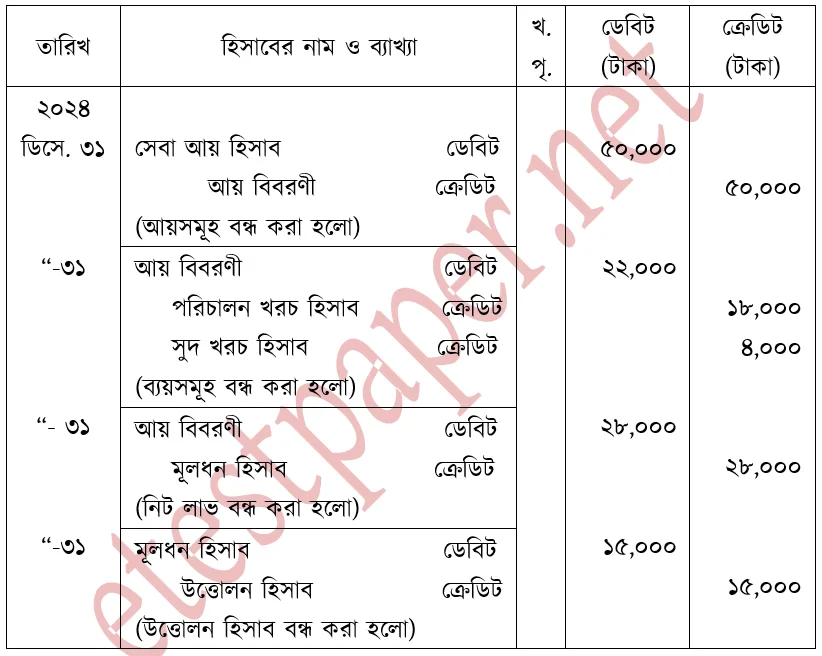 তারিখ হিসাবের নাম ও ব্যাখ্যা খ. পৃ. ডেবিট (টাকা) ক্রেডিট (টাকা)
২০২৪
ডিসে. ৩১ সেবা আয় হিসাব ডেবিট ৫০,০০০
আয় বিবরণী ক্রেডিট ৫০,০০০
(আয়সমূহ বন্ধ করা হলো)
“-৩১ আয় বিবরণী ডেবিট ২২,০০০
পরিচালন খরচ হিসাব ক্রেডিট ১৮,০০০
সুদ খরচ হিসাব ক্রেডিট ৪,০০০
(ব্যয়সমূহ বন্ধ করা হলো)
“- ৩১ আয় বিবরণী ডেবিট ২৮,০০০
মূলধন হিসাব ক্রেডিট ২৮,০০০
(নিট লাভ বন্ধ করা হলো)
“-৩১ মূলধন হিসাব ডেবিট ১৫,০০০
উত্তোলন হিসাব ক্রেডিট ১৫,০০০
(উত্তোলন হিসাব বন্ধ করা হলো)
etestpaper.net